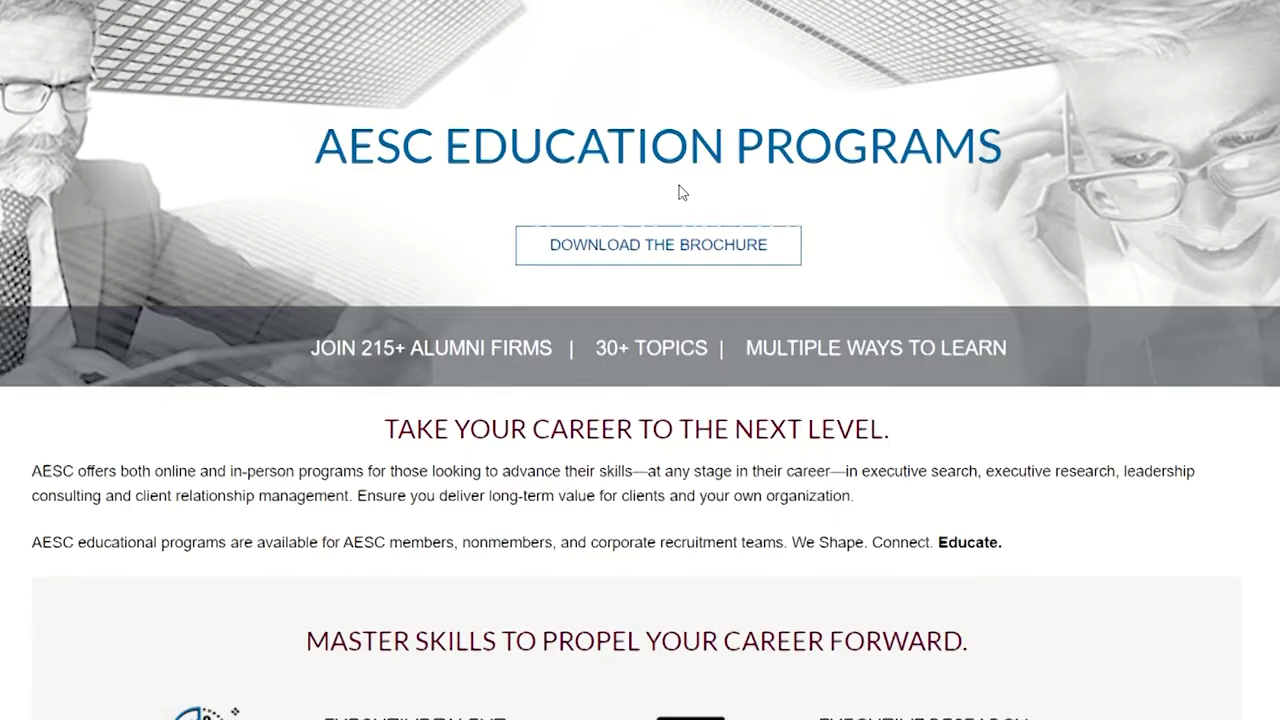 AESC EDUCATION PROGRAMS
DOWNLOAD THE BROCHURE
JOIN 215+ ALUMNI FIRMS | 30+ TOPICS | MULTIPLE WAYS TO LEARN
TAKE YOUR CAREER TO THE NEXT LEVEL.
AESC offers both online and in-person programs for those looking to advance their skills—at any stage in their career—in executive search, executive research, leadership
consulting and client relationship management. Ensure you deliver long-term value for clients and your own organization.
AESC educational programs are available for AESC members, nonmembers, and corporate recruitment teams. We Shape. Connect. Educate.
MASTER SKILLS TO PROPEL YOUR CAREER FORWARD.